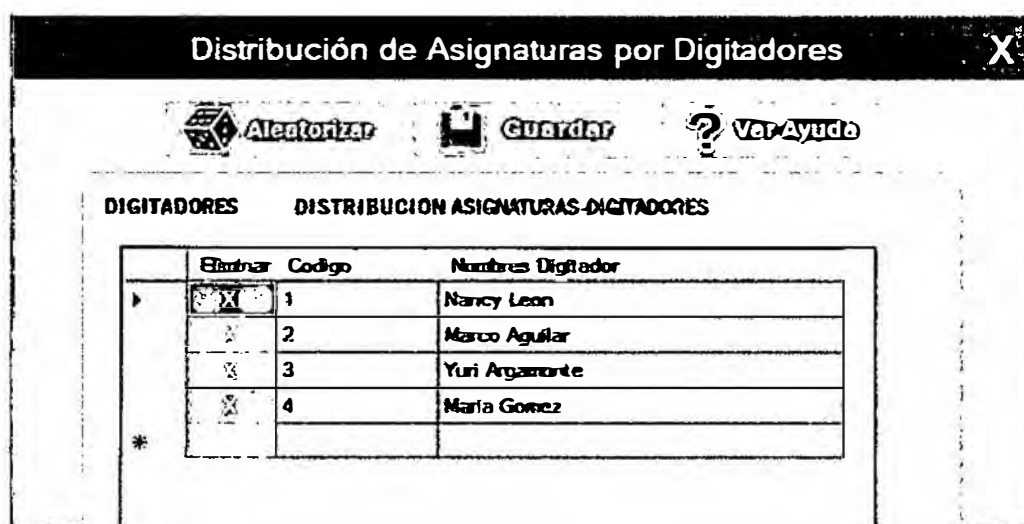 Distribución de Asignaturas por Digitadores X
Aleatorizar Guardar ? Ver Ayuda
DIGITADORES DISTRIBUCION ASIGNATURAS-DIGITADORES
Eliminar Codigo Nombres Digitador
X 1 Nancy Leon
X 2 Marco Aguilar
X 3 Yuri
X 4 Maria Gomez
*